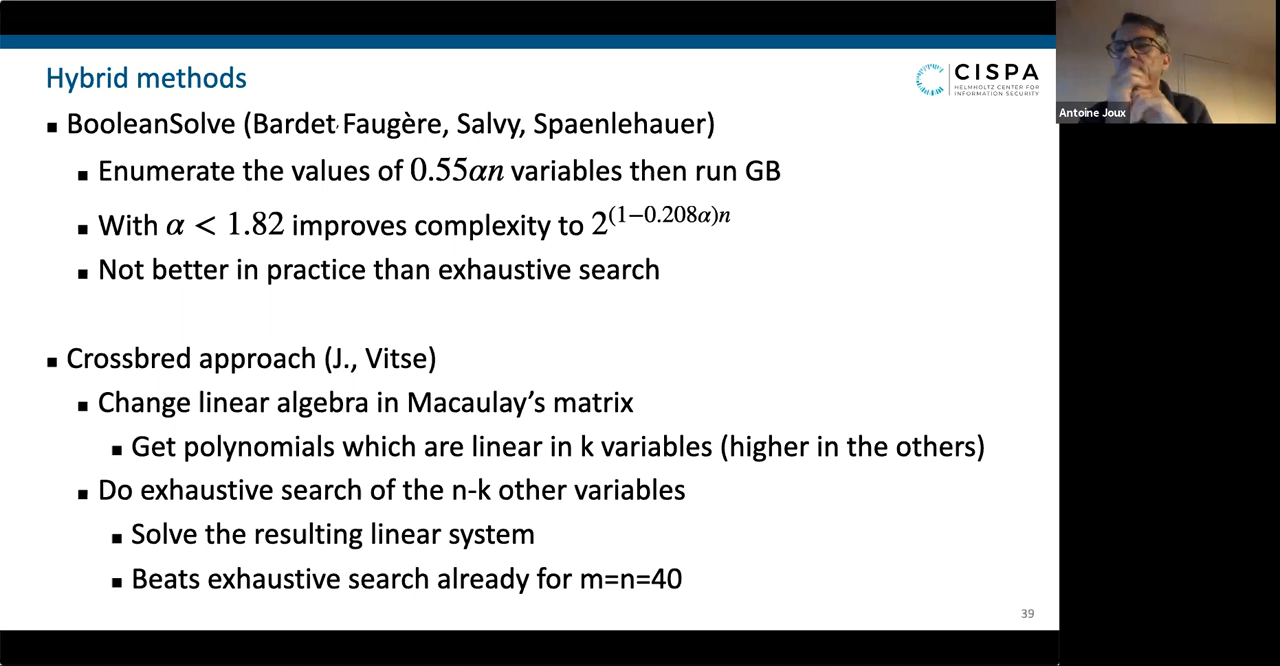 Hybrid methods
CISPA
HELMHOLTZ CENTER FOR
INFORMATION SECURITY
Antoine Joux
▪ BooleanSolve (Bardet Faugère, Salvy, Spaenlehauer)
▪ Enumerate the values of 0.55αn variables then run GB
▪ With α < 1.82 improves complexity to 2^(1−0.208α)n
▪ Not better in practice than exhaustive search
▪ Crossbred approach (J., Vitse)
▪ Change linear algebra in Macaulay’s matrix
▪ Get polynomials which are linear in k variables (higher in the others)
▪ Do exhaustive search of the n-k other variables
▪ Solve the resulting linear system
▪ Beats exhaustive search already for m=n=40
39